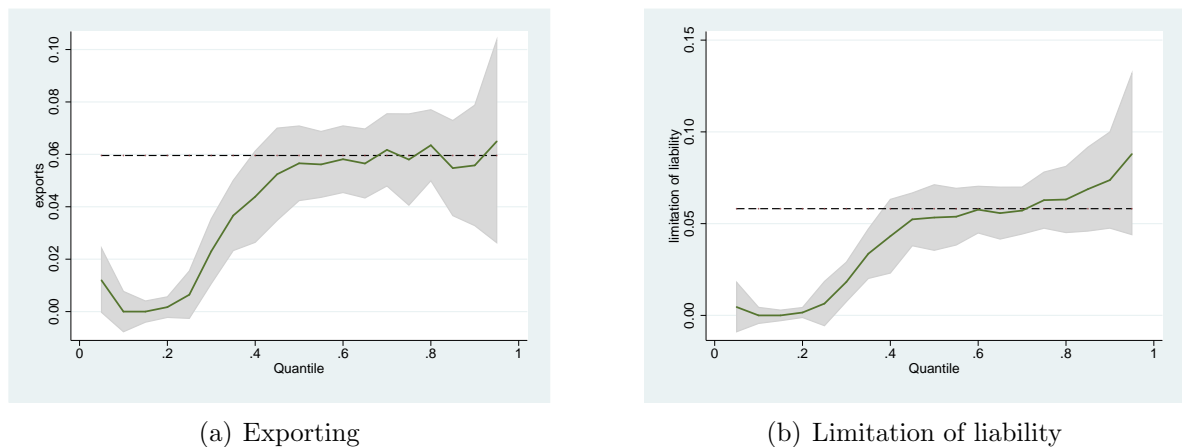 exports
0.00 0.02 0.04 0.06 0.08 0.10
0 .2 .4 .6 .8 1
Quantile
(a) Exporting
limitation of liability
0.00 0.05 0.10 0.15
0 .2 .4 .6 .8 1
Quantile
(b) Limitation of liability